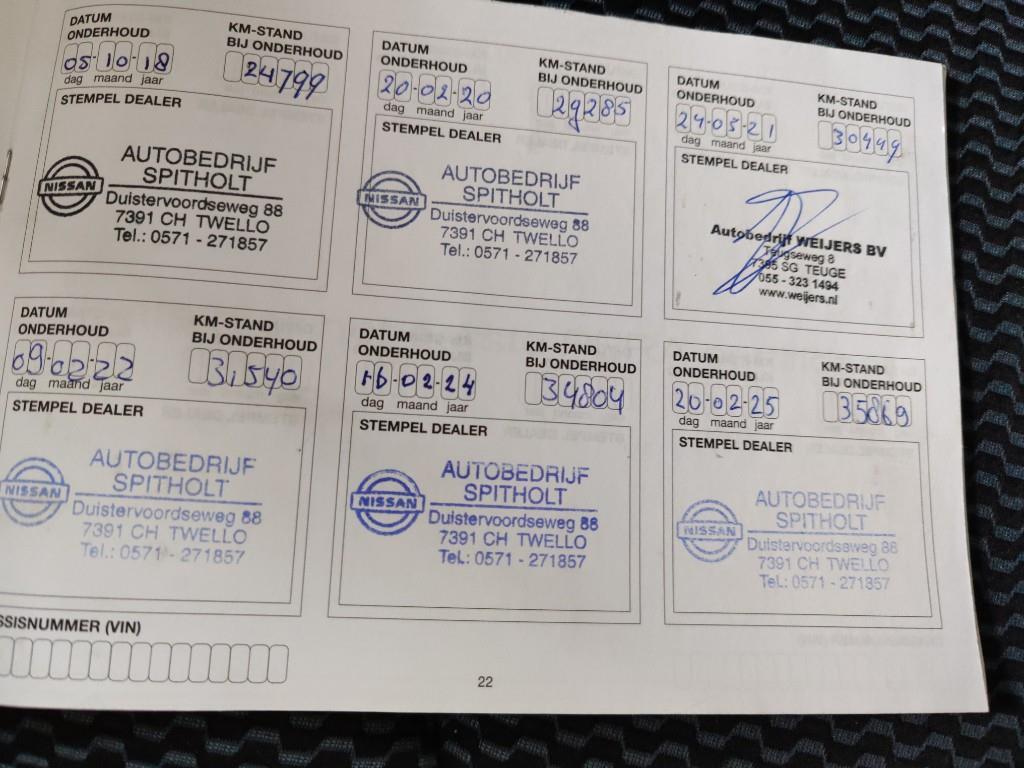 DATUM
ONDERHOUD
05-10-18
dag maand jaar
KM-STAND
BIJ ONDERHOUD
24799
STEMPEL DEALER
NISSAN
AUTOBEDRIJF
SPITHOLT
Duistervoordseweg 88
7391 CH TWELLO
Tel.: 0571 - 271857
DATUM
ONDERHOUD
20-02-20
dag maand jaar
KM-STAND
BIJ ONDERHOUD
29285
STEMPEL DEALER
NISSAN
AUTOBEDRIJF
SPITHOLT
Duistervoordseweg 88
7391 CH TWELLO
Tel.: 0571 - 271857
DATUM
ONDERHOUD
dag maand jaar
KM-STAND
BIJ ONDERHOUD
30449
STEMPEL DEALER
Autobedrijf WEIJERS BV
Teugseweg 8
7395 SG TEUGE
055 - 323 1494
www.weijers.nl
DATUM
ONDERHOUD
09-02-22
dag maand jaar
KM-STAND
BIJ ONDERHOUD
31540
STEMPEL DEALER
NISSAN
AUTOBEDRIJF
SPITHOLT
Duistervoordseweg 88
7391 CH TWELLO
Tel.: 0571 - 271857
DATUM
ONDERHOUD
16-02-24
dag maand jaar
KM-STAND
BIJ ONDERHOUD
34804
STEMPEL DEALER
NISSAN
AUTOBEDRIJF
SPITHOLT
Duistervoordseweg 88
7391 CH TWELLO
Tel.: 0571 - 271857
DATUM
ONDERHOUD
20-02-25
dag maand jaar
KM-STAND
BIJ ONDERHOUD
35869
STEMPEL DEALER
NISSAN
AUTOBEDRIJF
SPITHOLT
Duistervoordseweg 88
7391 CH TWELLO
Tel.: 0571 - 271857
SSISNUMMER (VIN)
22